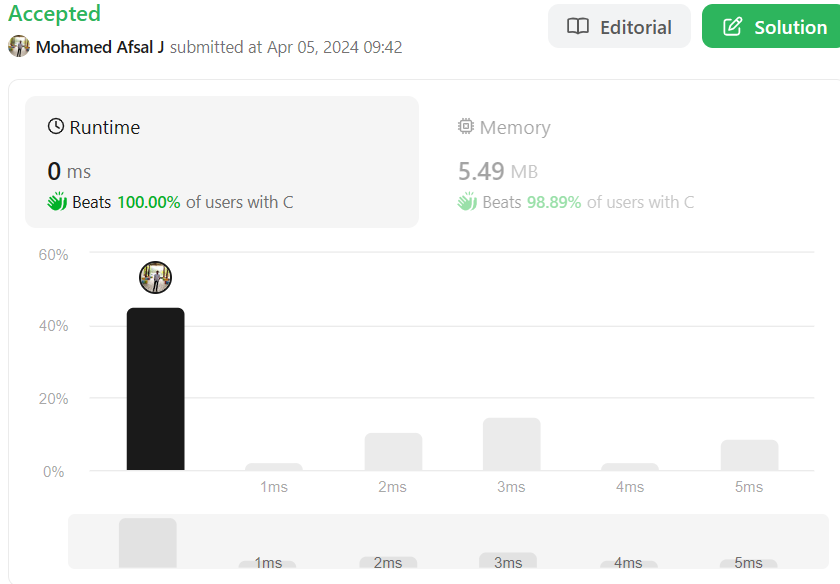 Accepted
Editorial
Solution
Mohamed Afsal J submitted at Apr 05, 2024 09:42
Runtime
Memory
0 ms
5.49 MB
Beats 100.00% of users with C
Beats 98.89% of users with C
60%
40%
20%
0%
1ms 2ms 3ms 4ms 5ms
1ms 2ms 3ms 4ms 5ms